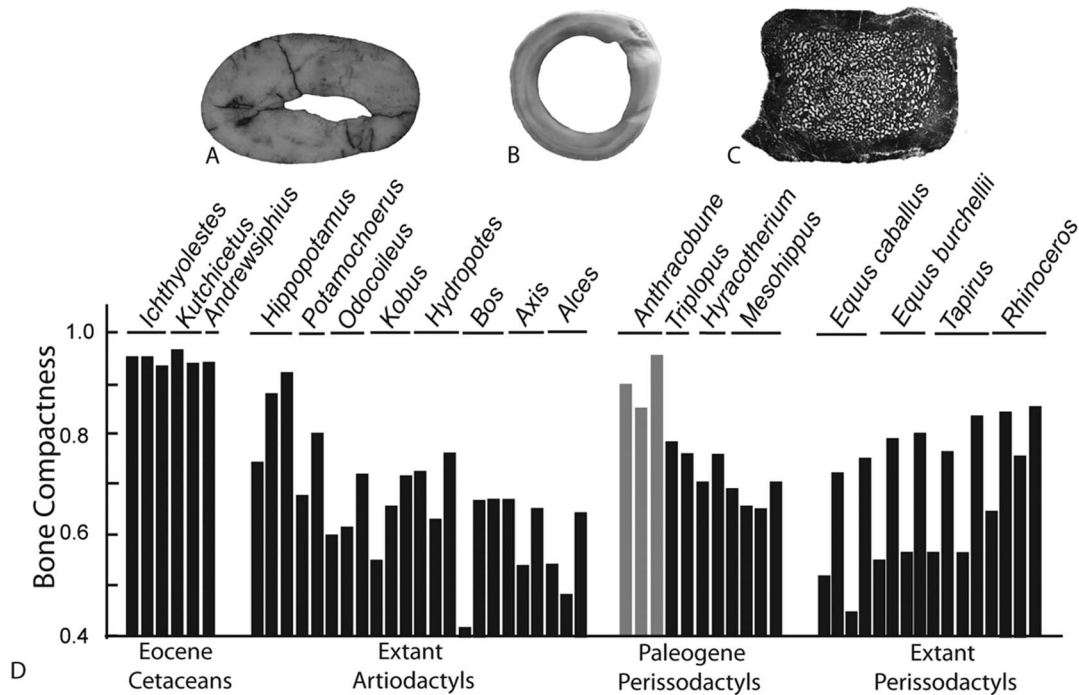 A
B
C
Ichthyolestes
Kutchicetus
Andrewsiphius
Hippopotamus
Potamochoerus
Odocoileus
Kobus
Hydropotes
Bos
Axis
Alces
Anthracobune
Triplopus
Hyracotherium
Mesohippus
Equus caballus
Equus burchellii
Tapirus
Rhinoceros
Bone Compactness
1.0
0.8
0.6
0.4
Eocene
Cetaceans
Extant
Artiodactyls
Paleogene
Perissodactyls
Extant
Perissodactyls
D